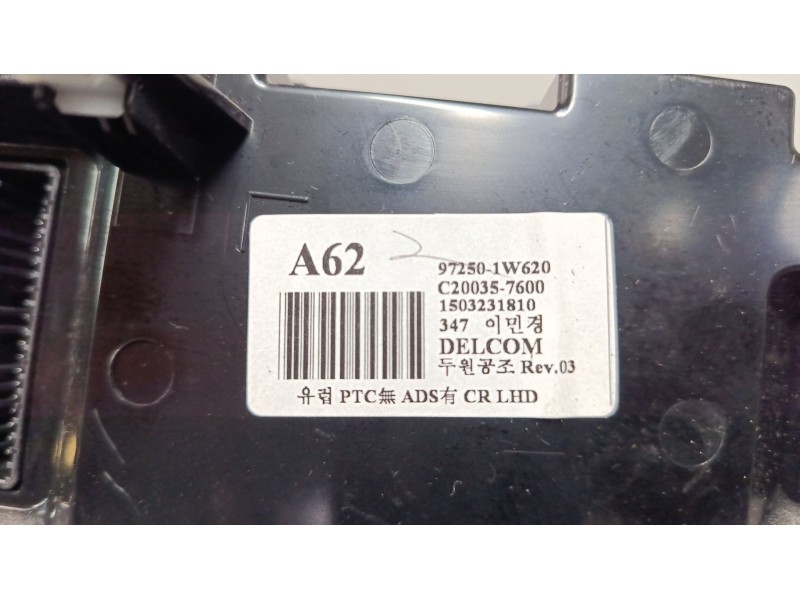 A62
97250-1W620
C20035-7600
1503231810
347 이민경
DELCOM
두원공조 Rev.03
유럽 PTC無 ADS有 CR LHD